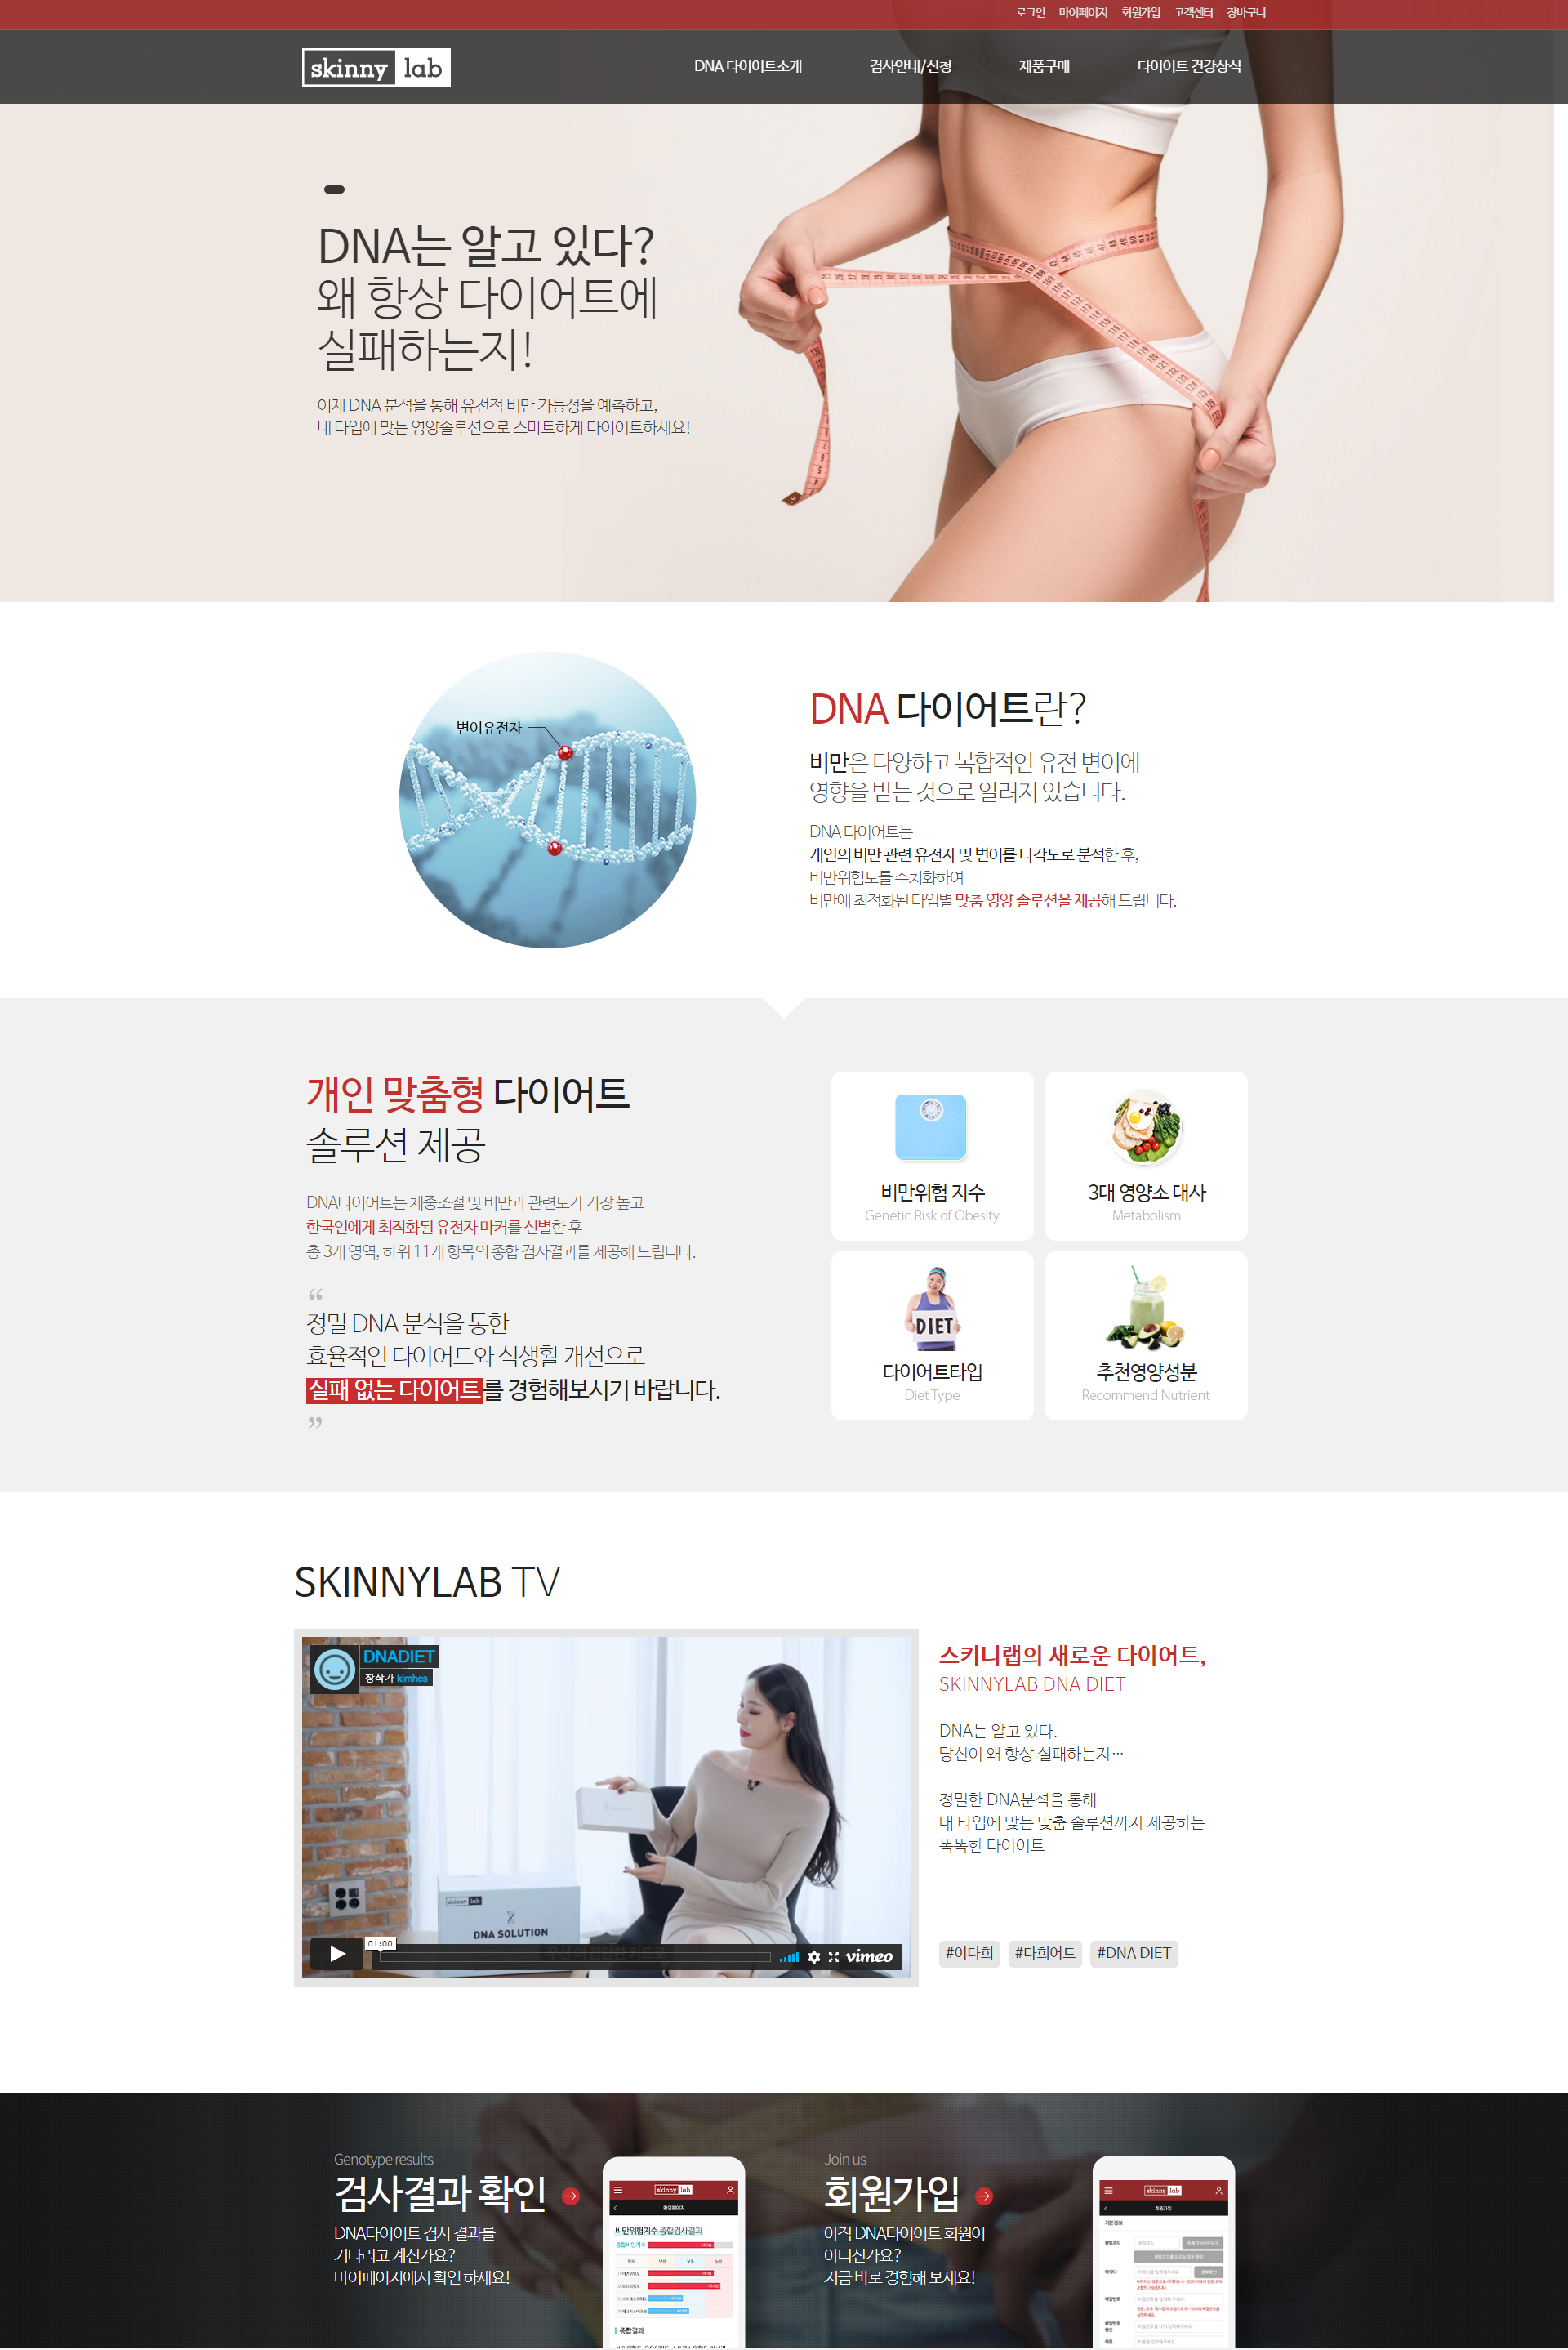 로그인 마이페이지 회원가입 고객센터 장바구니
skinny lab
DNA 다이어트소개 검사안내/신청 제품구매 다이어트 건강상식
DNA는 알고 있다?
왜 항상 다이어트에
실패하는지!
이제 DNA 분석을 통해 유전적 비만 가능성을 예측하고,
내 타입에 맞는 영양솔루션으로 스마트하게 다이어트하세요!
변이유전자
DNA 다이어트란?
비만은 다양하고 복합적인 유전 변이에
영향을 받는 것으로 알려져 있습니다.
DNA 다이어트는
개인의 비만 관련 유전자 및 변이를 다각도로 분석한 후,
비만위험도를 수치화하여
비만에 최적화된 타입별 맞춤 영양 솔루션을 제공해 드립니다.
개인 맞춤형 다이어트
솔루션 제공
DNA다이어트는 체중조절 및 비만과 관련도가 가장 높고
한국인에게 최적화된 유전자 마커를 선별한 후
총 3개 영역, 하위 11개 항목의 종합 검사결과를 제공해 드립니다.
“
정밀 DNA 분석을 통한
효율적인 다이어트와 식생활 개선으로
실패 없는 다이어트를 경험해보시기 바랍니다.
”
비만위험 지수
Genetic Risk of Obesity
3대 영양소 대사
Metabolism
DIET
다이어트타입
Diet Type
추천영양성분
Recommend Nutrient
SKINNYLAB TV
DNADIET
창작가 kimhcs
skinny lab
DNA SOLUTION
01:00
vimeo
스키니랩의 새로운 다이어트,
SKINNYLAB DNA DIET
DNA는 알고 있다.
당신이 왜 항상 실패하는지…
정밀한 DNA분석을 통해
내 타입에 맞는 맞춤 솔루션까지 제공하는
똑똑한 다이어트
#이다희 #다희어트 #DNA DIET
Genotype results
검사결과 확인
DNA다이어트 검사 결과를
기다리고 계신가요?
마이페이지에서 확인 하세요!
skinny lab
마이페이지
비만위험지수 종합검사결과
종합비만지수
종합결과
Join us
회원가입
아직 DNA다이어트 회원이
아니신가요?
지금 바로 경험해 보세요!
skinny lab
회원가입
기본정보